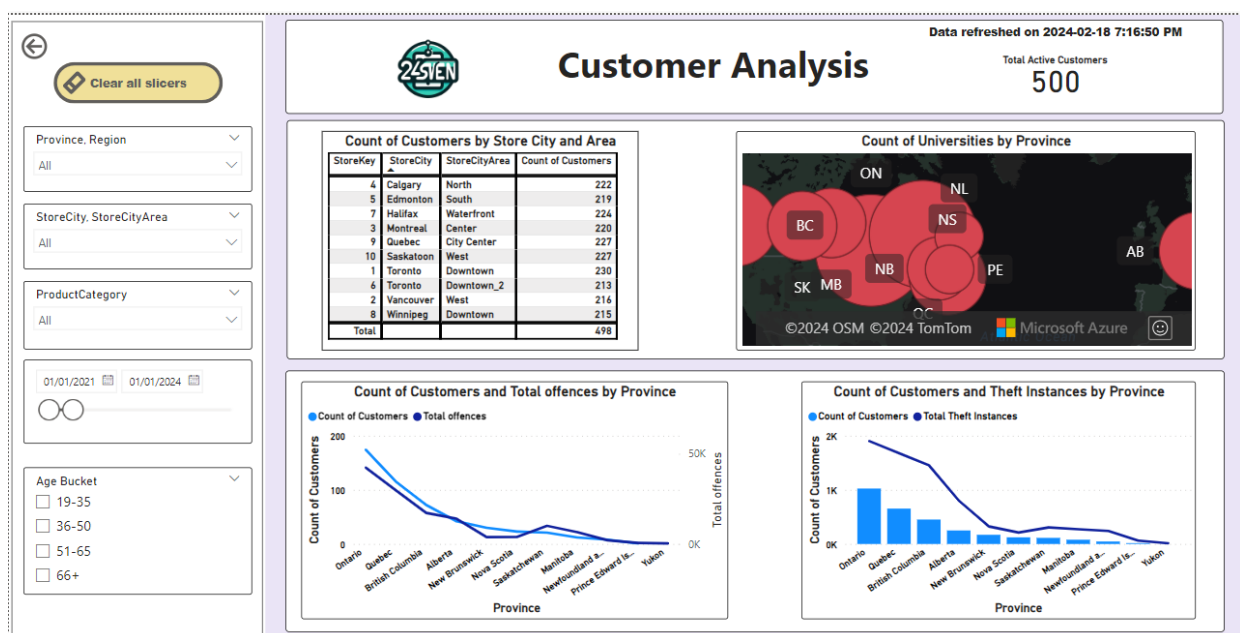 Data refreshed on 2024-02-18 7:16:50 PM
24SVEN
Customer Analysis
Total Active Customers
500
Clear all slicers
Province, Region
All
StoreCity, StoreCityArea
All
ProductCategory
All
01/01/2021 01/01/2024
Age Bucket
19-35
36-50
51-65
66+
Count of Customers by Store City and Area
StoreKey StoreCity StoreCityArea Count of Customers
4 Calgary North 222
5 Edmonton South 219
7 Halifax Waterfront 224
3 Montreal Center 220
9 Quebec City Center 227
10 Saskatoon West 227
1 Toronto Downtown 230
6 Toronto Downtown_2 213
2 Vancouver West 216
8 Winnipeg Downtown 215
Total 498
Count of Universities by Province
ON
NL
BC
NS
AB
NB
PE
SK MB
QC
©2024 OSM ©2024 TomTom Microsoft Azure
Count of Customers and Total offences by Province
Count of Customers Total offences
Count of Customers
200
100
0
50K
0K
Total offences
Ontario
Quebec
British Columbia
Alberta
New Brunswick
Nova Scotia
Saskatchewan
Manitoba
Newfoundland a...
Prince Edward Is...
Yukon
Province
Count of Customers and Theft Instances by Province
Count of Customers Total Theft Instances
Count of Customers
2K
1K
0K
Ontario
Quebec
British Columbia
Alberta
New Brunswick
Nova Scotia
Saskatchewan
Manitoba
Newfoundland a...
Prince Edward Is...
Yukon
Province